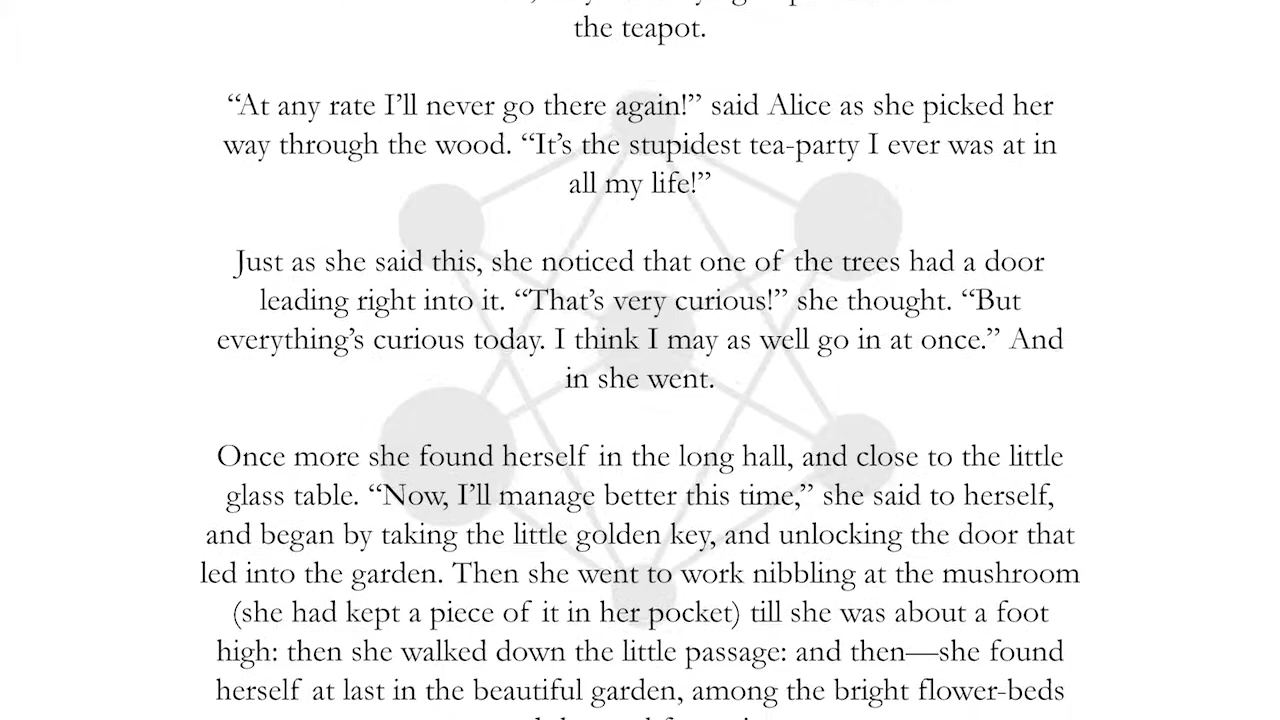 the teapot.
“At any rate I’ll never go there again!” said Alice as she picked her
way through the wood. “It’s the stupidest tea-party I ever was at in
all my life!”
Just as she said this, she noticed that one of the trees had a door
leading right into it. “That’s very curious!” she thought. “But
everything’s curious today. I think I may as well go in at once.” And
in she went.
Once more she found herself in the long hall, and close to the little
glass table. “Now, I’ll manage better this time,” she said to herself,
and began by taking the little golden key, and unlocking the door that
led into the garden. Then she went to work nibbling at the mushroom
(she had kept a piece of it in her pocket) till she was about a foot
high: then she walked down the little passage: and then—she found
herself at last in the beautiful garden, among the bright flower-beds